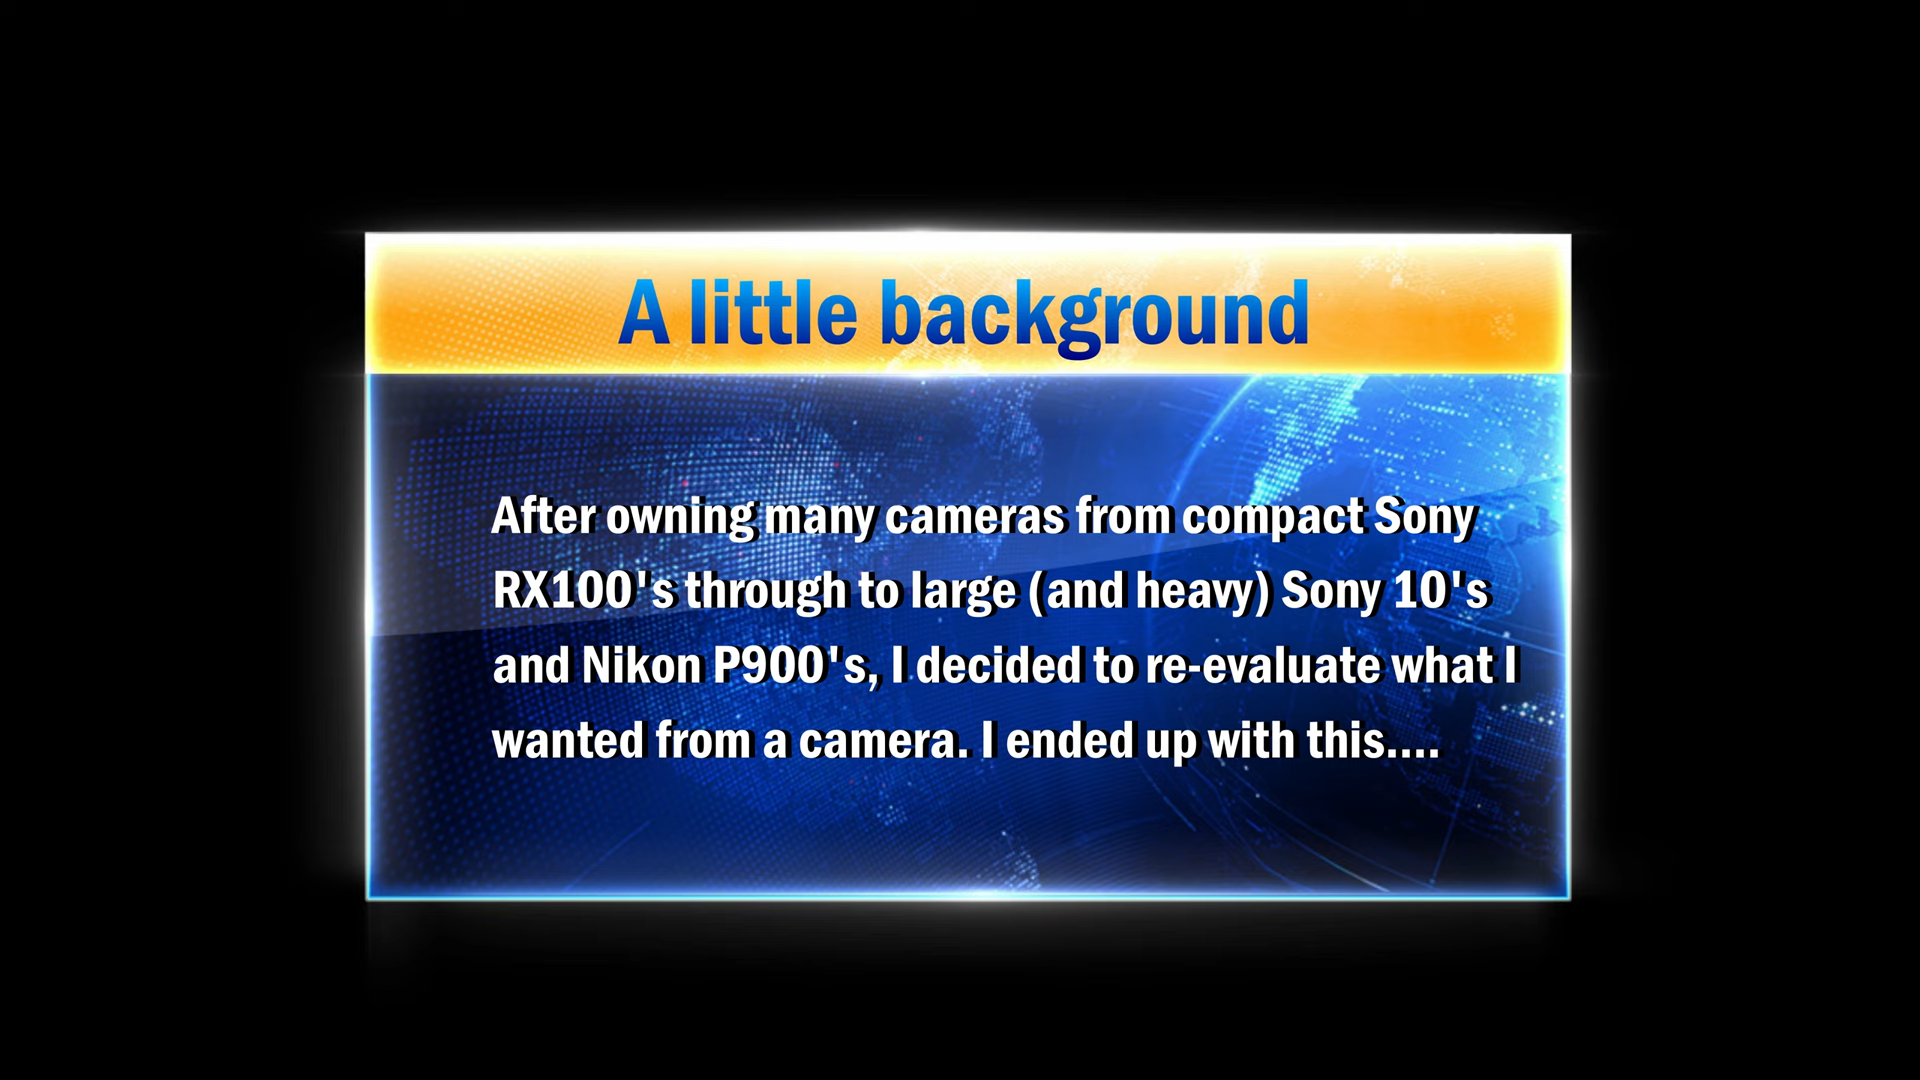 A little background
After owning many cameras from compact Sony
RX100's through to large (and heavy) Sony 10's
and Nikon P900's, I decided to re-evaluate what I
wanted from a camera. I ended up with this....